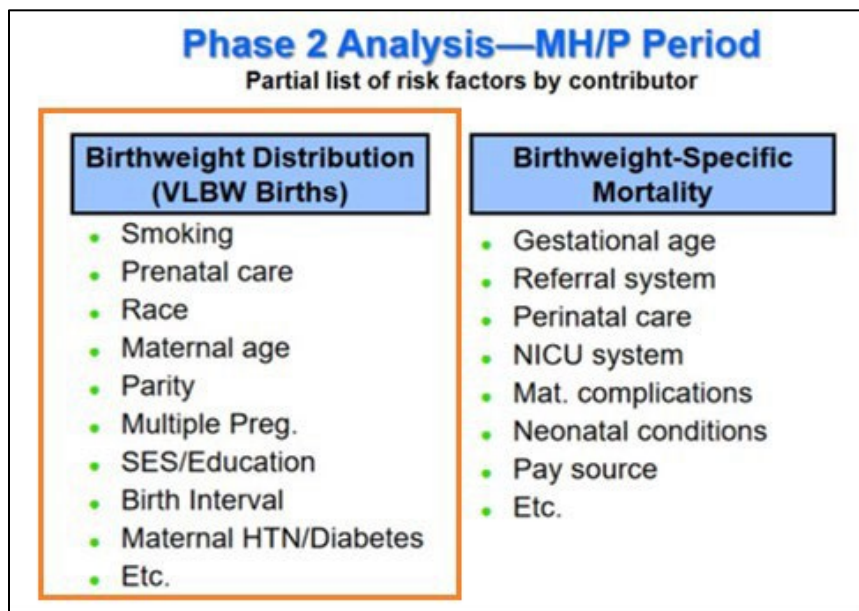 Phase 2 Analysis—MH/P Period
Partial list of risk factors by contributor
Birthweight Distribution
(VLBW Births)
• Smoking
• Prenatal care
• Race
• Maternal age
• Parity
• Multiple Preg.
• SES/Education
• Birth Interval
• Maternal HTN/Diabetes
• Etc.
Birthweight-Specific
Mortality
• Gestational age
• Referral system
• Perinatal care
• NICU system
• Mat. complications
• Neonatal conditions
• Pay source
• Etc.